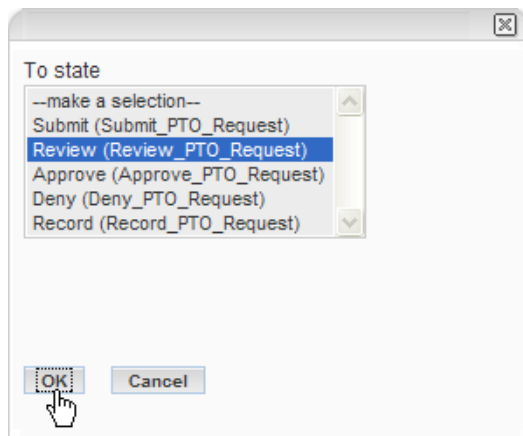 To state
--make a selection--
Submit (Submit_PTO_Request)
Review (Review_PTO_Request)
Approve (Approve_PTO_Request)
Deny (Deny_PTO_Request)
Record (Record_PTO_Request)
OK Cancel